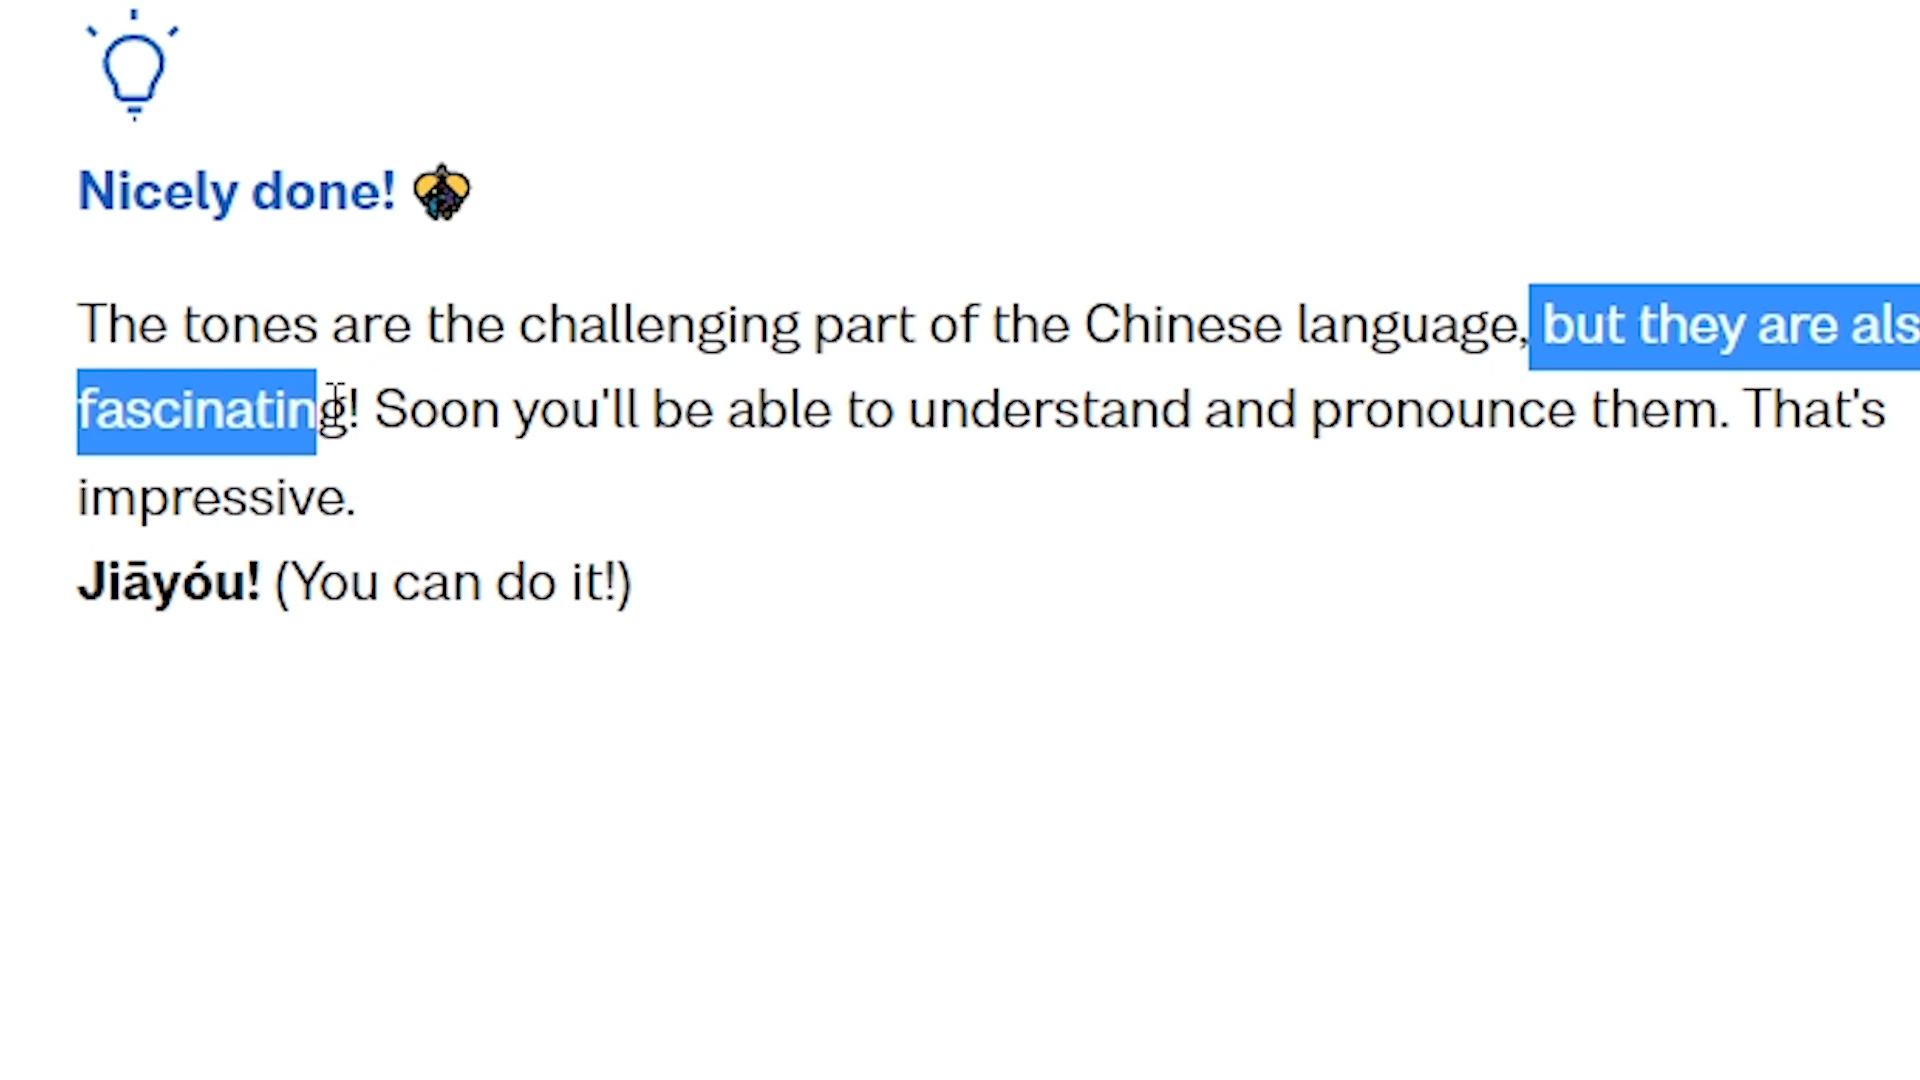 Nicely done!
The tones are the challenging part of the Chinese language, but they are als
fascinating! Soon you'll be able to understand and pronounce them. That's
impressive.
Jiāyóu! (You can do it!)